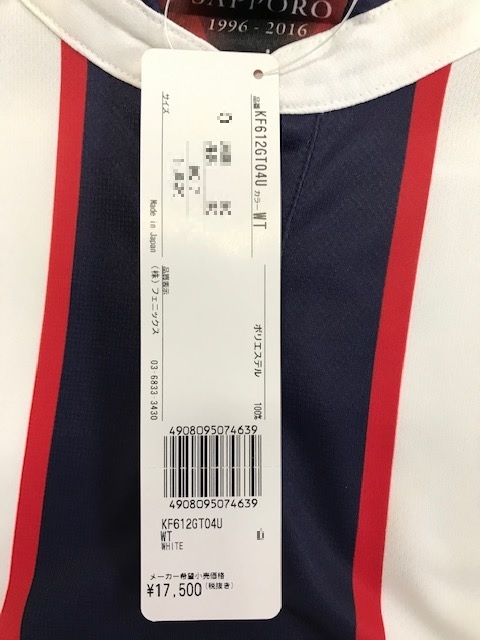 SAPPORO
1996 - 2016
品番 KF612GT04U カラー WT
サイズ
O
Made in Japan
ポリエステル 100%
品質表示
(株)フェニックス 03-6833-3430
4908095074639
4908095074639
KF612GT04U
WT
WHITE
メーカー希望小売価格
¥17,500(税抜き)